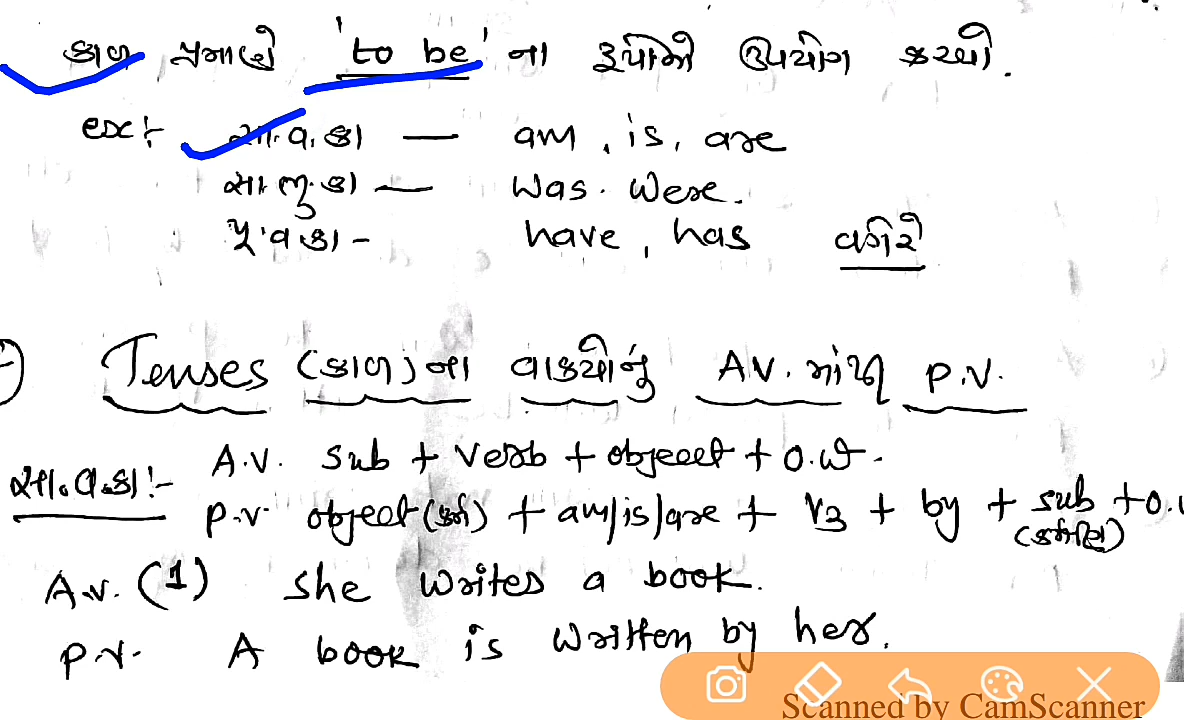 કાળ પ્રમાણે 'to be' ના રૂપોનો ઉપયોગ કરવો.
ex:- સા.વ.કા — am, is, are
સા.ભૂ.કા — was. were.
પૂ.વ.કા - have, has વગેરે
Tenses (કાળ) ના વાક્યોનું A.V. માંથી P.V.
સા.વ.કા:- A.V. sub + verb + object + o.w.
P.V. object (કર્મ) + am/is/are + V3 + by + sub + o.
(કર્તા)
A.V. (1) She writes a book.
P.V. A book is written by her.
Scanned by CamScanner